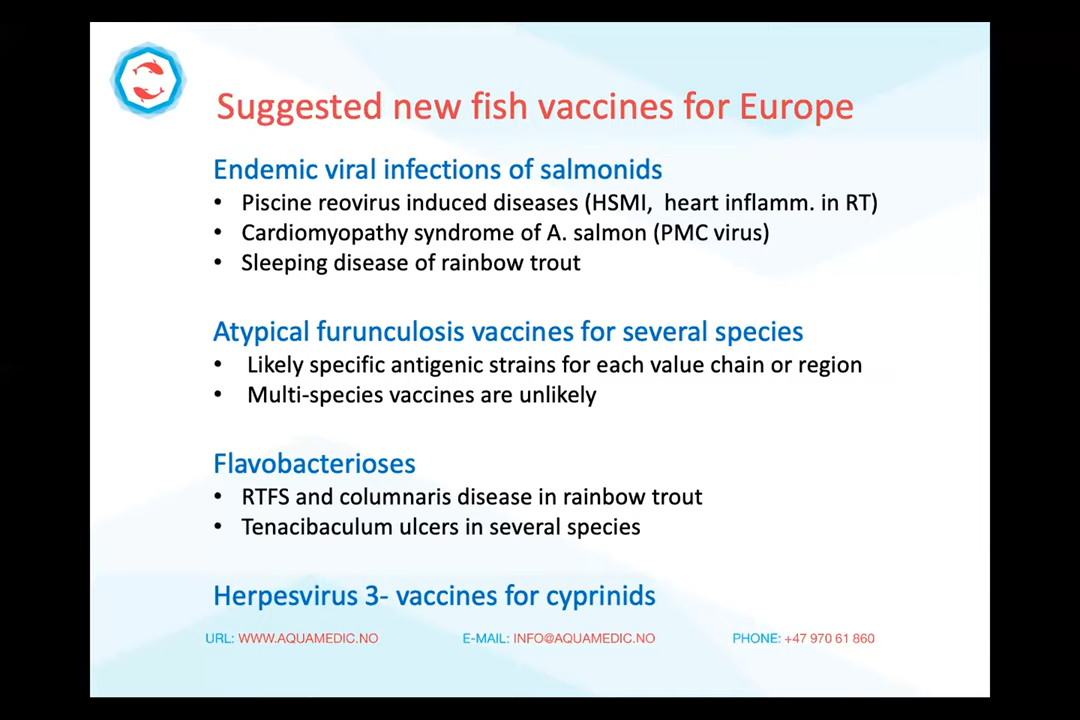 Suggested new fish vaccines for Europe
Endemic viral infections of salmonids
• Piscine reovirus induced diseases (HSMI, heart inflamm. in RT)
• Cardiomyopathy syndrome of A. salmon (PMC virus)
• Sleeping disease of rainbow trout
Atypical furunculosis vaccines for several species
• Likely specific antigenic strains for each value chain or region
• Multi-species vaccines are unlikely
Flavobacterioses
• RTFS and columnaris disease in rainbow trout
• Tenacibaculum ulcers in several species
Herpesvirus 3- vaccines for cyprinids
URL: WWW.AQUAMEDIC.NO E-MAIL: INFO@AQUAMEDIC.NO PHONE: +47 970 61 860